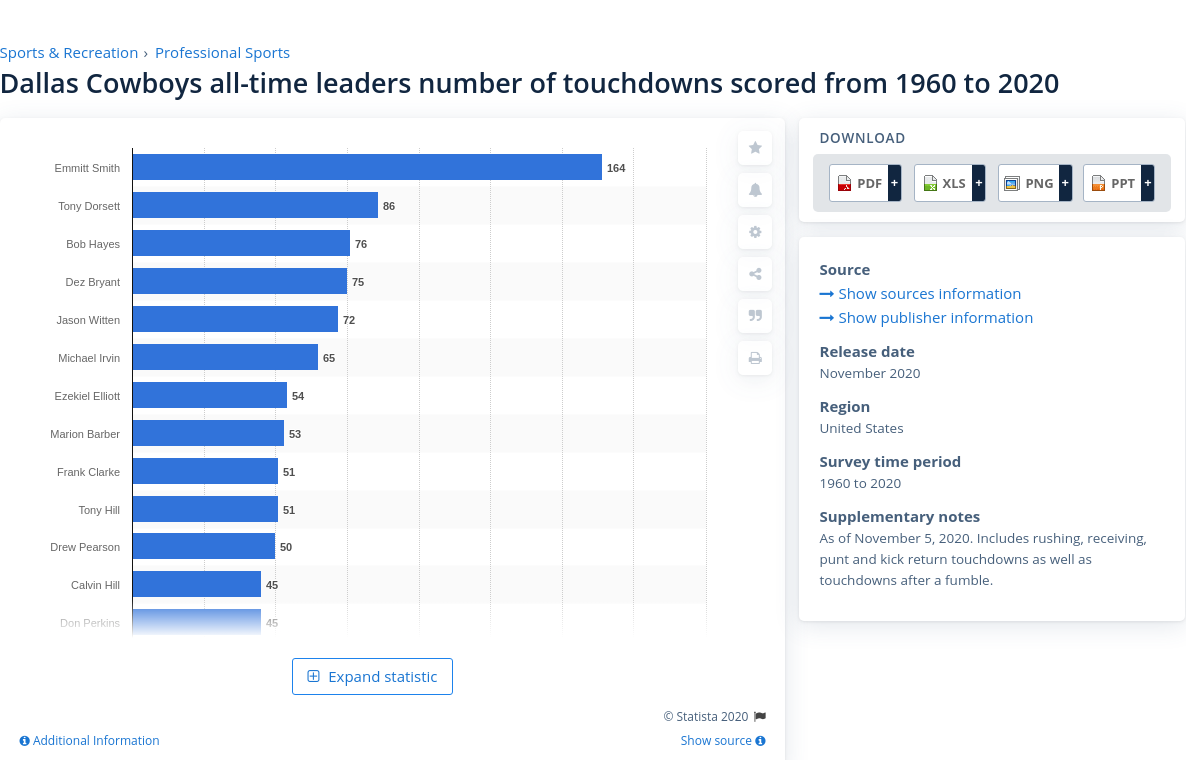 Sports & Recreation › Professional Sports
Dallas Cowboys all-time leaders number of touchdowns scored from 1960 to 2020
Emmitt Smith 164
Tony Dorsett 86
Bob Hayes 76
Dez Bryant 75
Jason Witten 72
Michael Irvin 65
Ezekiel Elliott 54
Marion Barber 53
Frank Clarke 51
Tony Hill 51
Drew Pearson 50
Calvin Hill 45
Don Perkins 45
Expand statistic
© Statista 2020
Additional Information
Show source
DOWNLOAD
PDF + XLS + PNG + PPT +
Source
Show sources information
Show publisher information
Release date
November 2020
Region
United States
Survey time period
1960 to 2020
Supplementary notes
As of November 5, 2020. Includes rushing, receiving,
punt and kick return touchdowns as well as
touchdowns after a fumble.